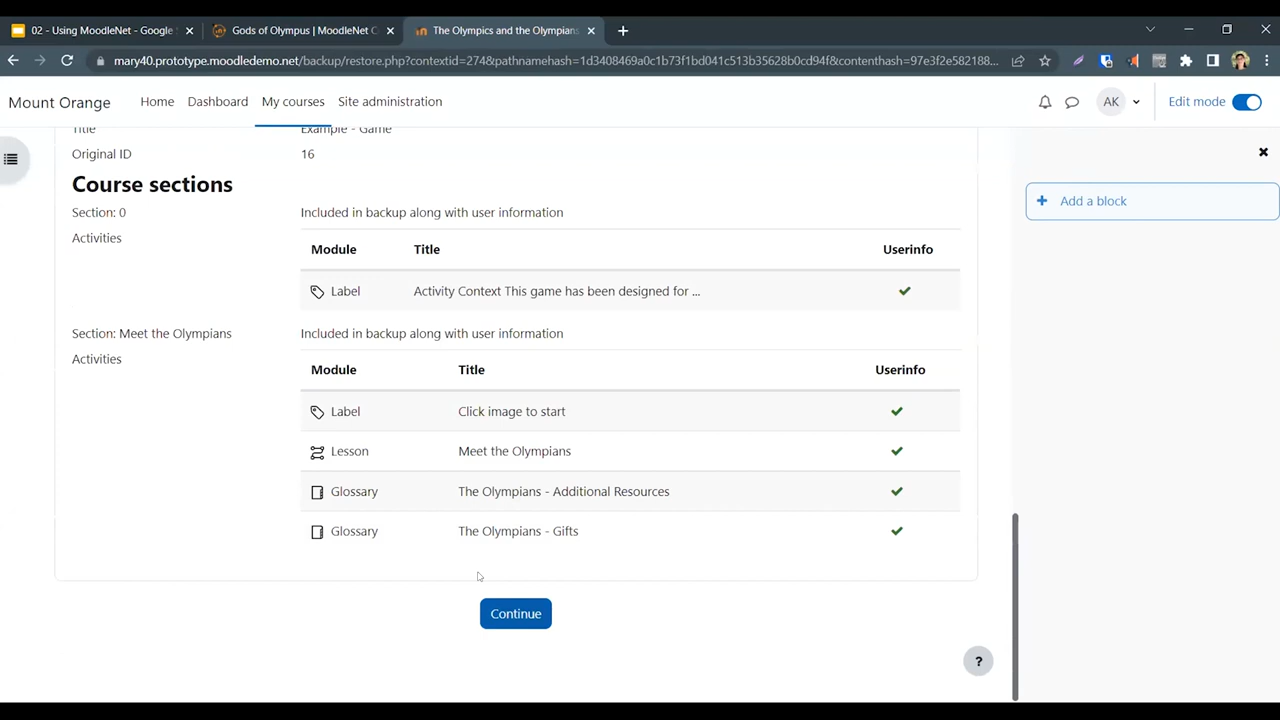 02 - Using MoodleNet - Google
Gods of Olympus | MoodleNet C
The Olympics and the Olympians
mary40.prototype.moodledemo.net/backup/restore.php?contextid=274&pathnamehash=1d3408469a0c1b73f1bd041c513b35628b0cd94f&contenthash=97e3f2e582188...
Mount Orange
Home
Dashboard
My courses
Site administration
AK
Edit mode
Title
Example - Game
Original ID
16
Course sections
Section: 0
Included in backup along with user information
Activities
Module
Title
Userinfo
Label
Activity Context This game has been designed for ...
Section: Meet the Olympians
Included in backup along with user information
Activities
Module
Title
Userinfo
Label
Click image to start
Lesson
Meet the Olympians
Glossary
The Olympians - Additional Resources
Glossary
The Olympians - Gifts
Continue
+ Add a block
?